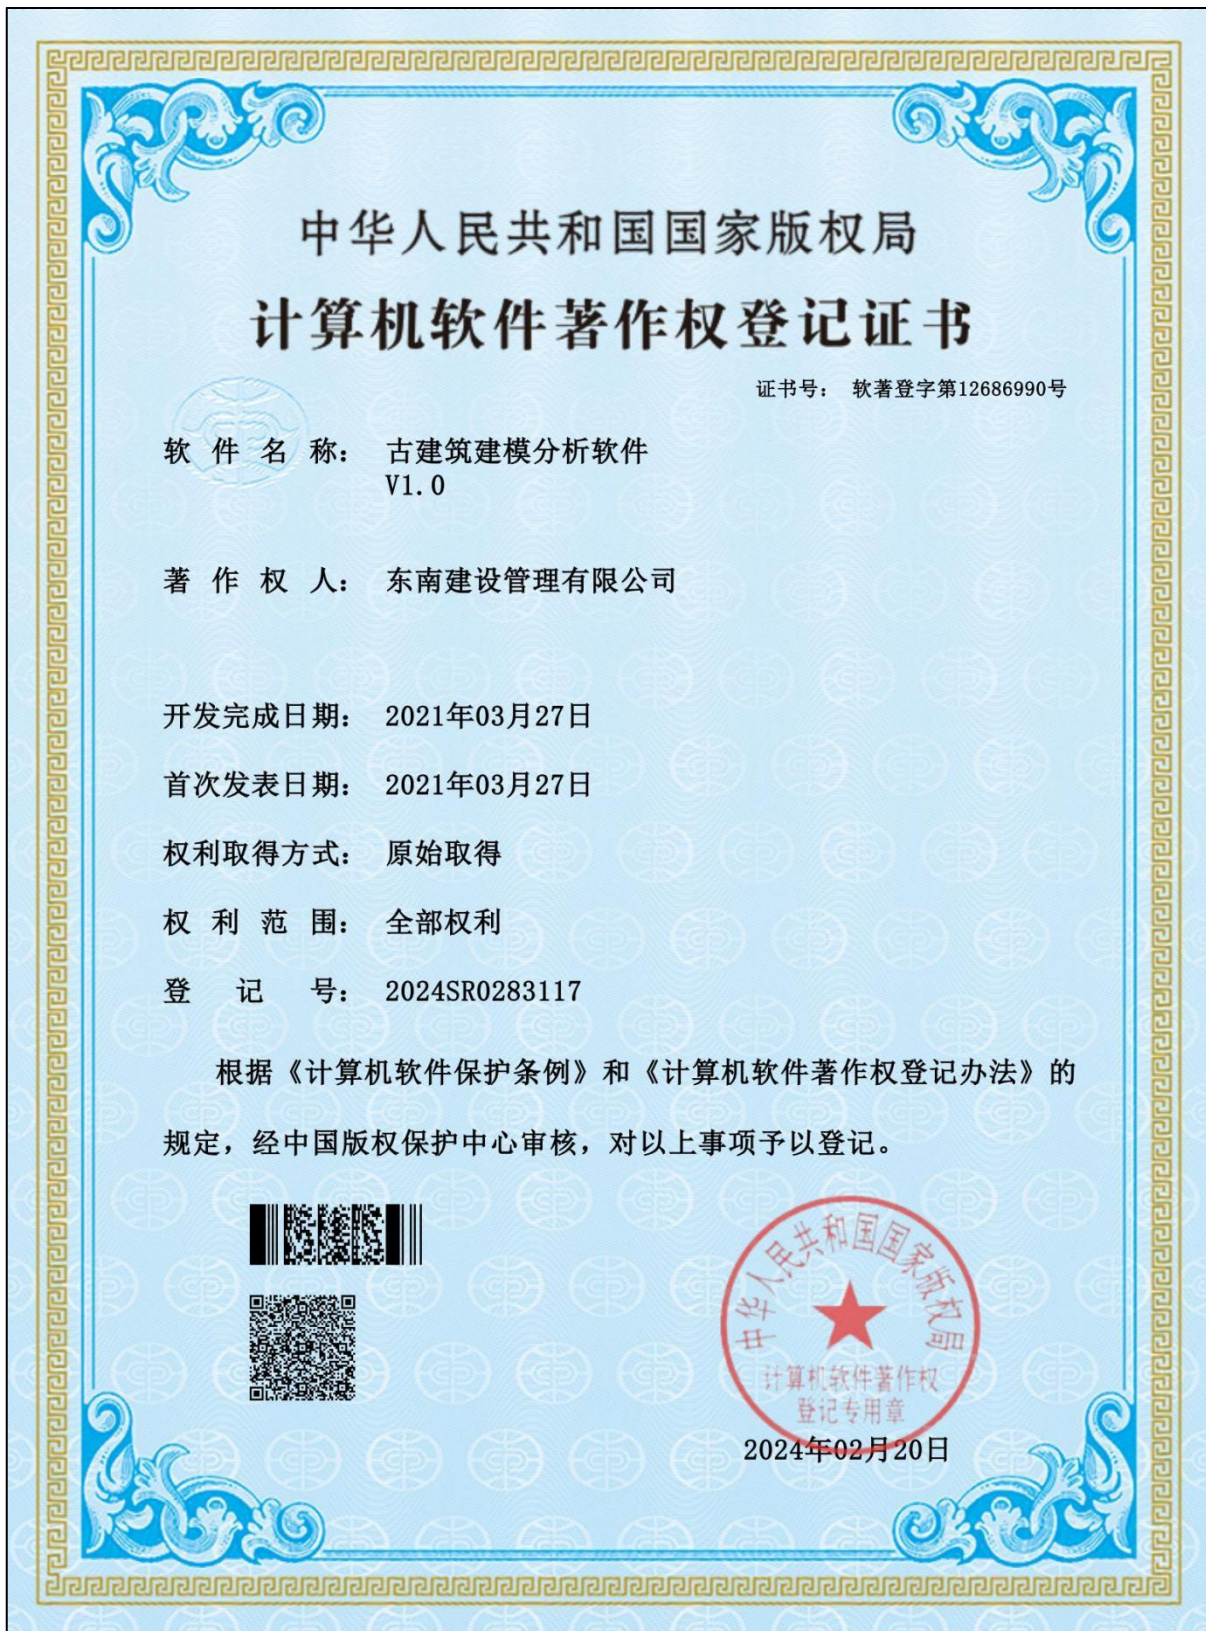 中华人民共和国国家版权局
计算机软件著作权登记证书
证书号： 软著登字第12686990号
软件名称： 古建筑建模分析软件
V1.0
著作权人： 东南建设管理有限公司
开发完成日期： 2021年03月27日
首次发表日期： 2021年03月27日
权利取得方式： 原始取得
权利范围： 全部权利
登记号： 2024SR0283117
根据《计算机软件保护条例》和《计算机软件著作权登记办法》的
规定，经中国版权保护中心审核，对以上事项予以登记。
中华人民共和国国家版权局
计算机软件著作权
登记专用章
2024年02月20日